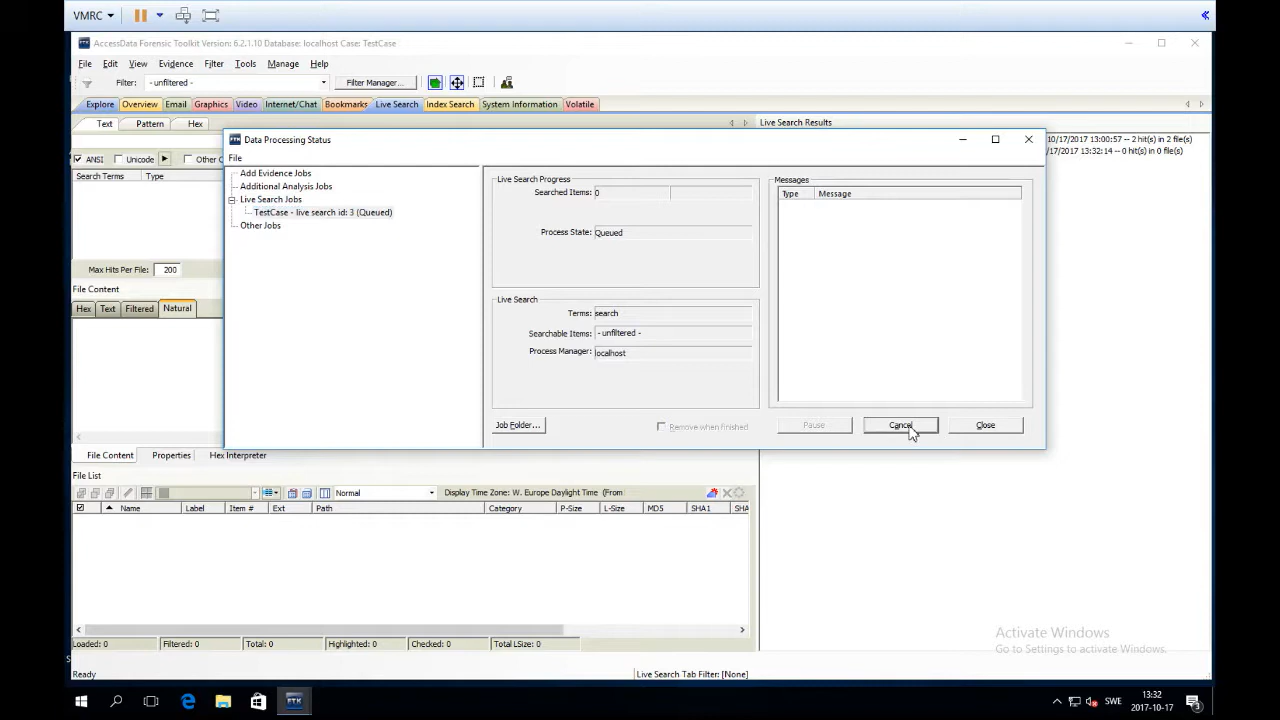 VMRC
AccessData Forensic Toolkit Version: 6.2.1.10 Database: localhost Case: TestCase
File Edit View Evidence Filter Tools Manage Help
Filter: - unfiltered - Filter Manager...
Explore Overview Email Graphics Video Internet/Chat Bookmarks Live Search Index Search System Information Volatile
Text Pattern Hex
Live Search Results
ANSI Unicode Other C
Search Terms Type
10/17/2017 13:00:57 -- 2 hit(s) in 2 file(s)
/17/2017 13:32:14 -- 0 hit(s) in 0 file(s)
Max Hits Per File: 200
File Content
Hex Text Filtered Natural
Data Processing Status
File
Add Evidence Jobs
Additional Analysis Jobs
Live Search Jobs
TestCase - live search id: 3 (Queued)
Other Jobs
Live Search Progress
Searched Items: 0
Process State: Queued
Live Search
Terms: search
Searchable Items: - unfiltered -
Process Manager: localhost
Job Folder...
Remove when finished
Messages
Type Message
Pause Cancel Close
File Content Properties Hex Interpreter
File List
Normal Display Time Zone: W. Europe Daylight Time (From
Name Label Item # Ext Path Category P-Size L-Size MD5 SHA1 SHA
Loaded: 0 Filtered: 0 Total: 0 Highlighted: 0 Checked: 0 Total LSize: 0
Activate Windows
Go to Settings to activate Windows.
S
Ready
Live Search Tab Filter: [None]
FTK
SWE
13:32
2017-10-17
3